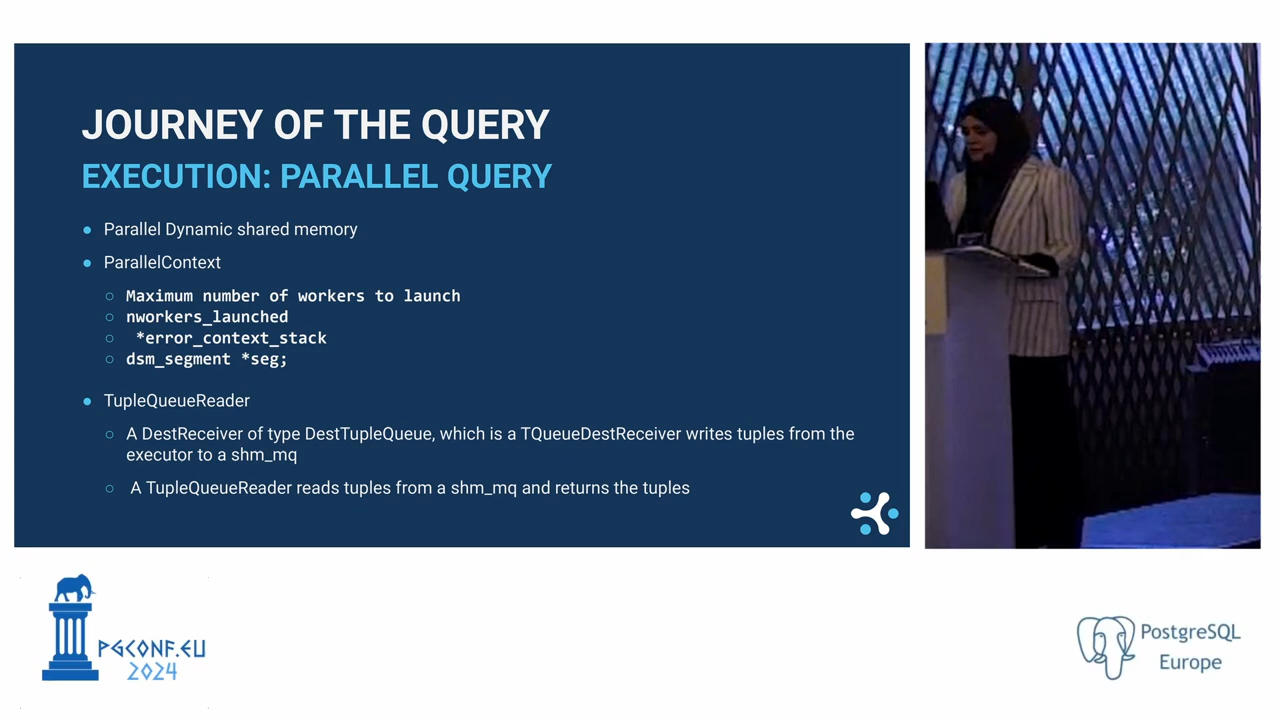 JOURNEY OF THE QUERY
EXECUTION: PARALLEL QUERY
● Parallel Dynamic shared memory
● ParallelContext
○ Maximum number of workers to launch
○ nworkers_launched
○ *error_context_stack
○ dsm_segment *seg;
● TupleQueueReader
○ A DestReceiver of type DestTupleQueue, which is a TQueueDestReceiver writes tuples from the
executor to a shm_mq
○ A TupleQueueReader reads tuples from a shm_mq and returns the tuples
PGCONF.EU
2024
PostgreSQL
Europe